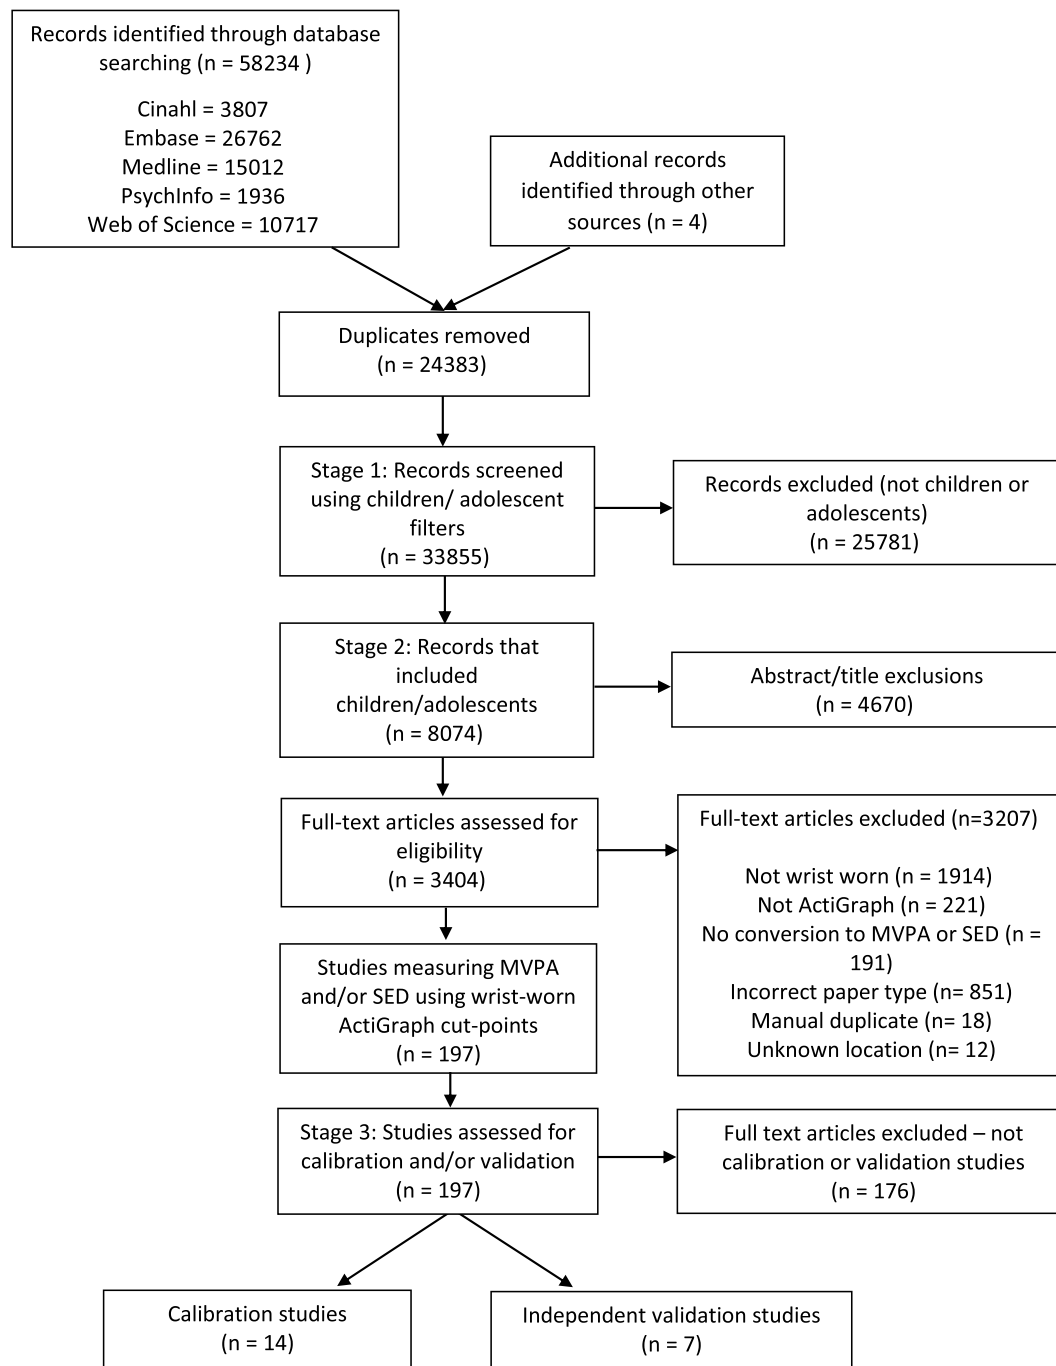 Records identified through database
searching (n = 58234 )
Cinahl = 3807
Embase = 26762
Medline = 15012
PsychInfo = 1936
Web of Science = 10717
Additional records
identified through other
sources (n = 4)
Duplicates removed
(n = 24383)
Stage 1: Records screened
using children/ adolescent
filters
(n = 33855)
Records excluded (not children or
adolescents)
(n = 25781)
Stage 2: Records that
included
children/adolescents
(n = 8074)
Abstract/title exclusions
(n = 4670)
Full-text articles assessed for
eligibility
(n = 3404)
Full-text articles excluded (n=3207)
Not wrist worn (n = 1914)
Not ActiGraph (n = 221)
No conversion to MVPA or SED (n =
191)
Incorrect paper type (n= 851)
Manual duplicate (n= 18)
Unknown location (n= 12)
Studies measuring MVPA
and/or SED using wrist-worn
ActiGraph cut-points
(n = 197)
Stage 3: Studies assessed for
calibration and/or validation
(n = 197)
Full text articles excluded – not
calibration or validation studies
(n = 176)
Calibration studies
(n = 14)
Independent validation studies
(n = 7)